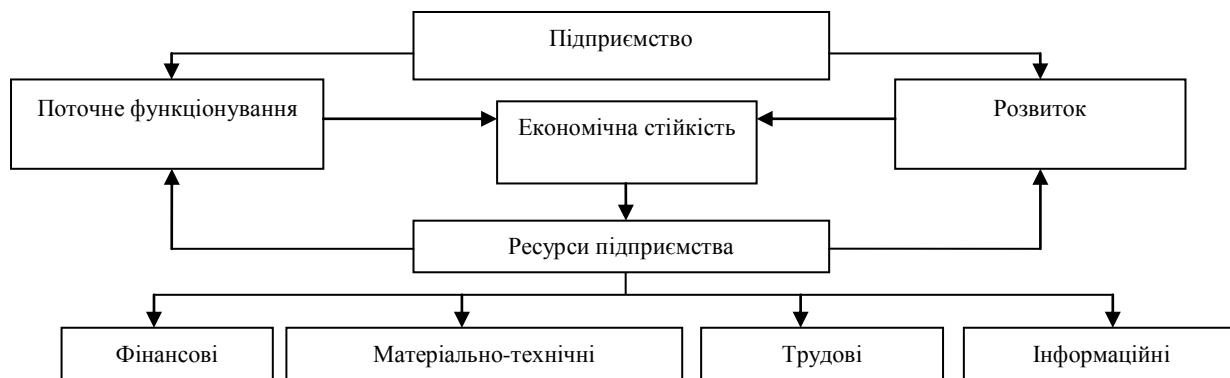 Підприємство
Поточне функціонування
Економічна стійкість
Розвиток
Ресурси підприємства
Фінансові
Матеріально-технічні
Трудові
Інформаційні